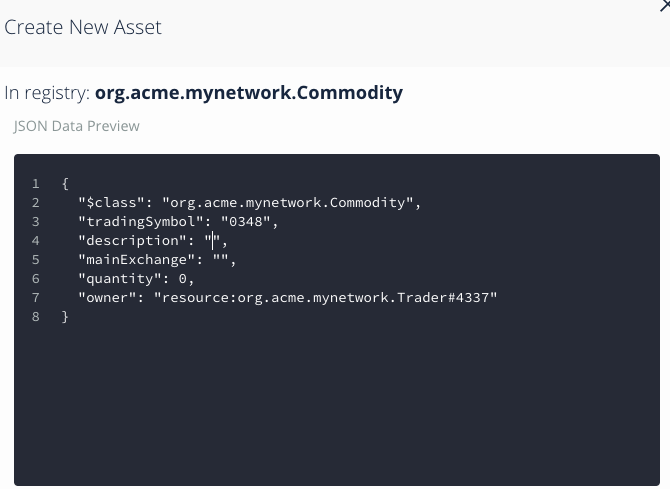 Create New Asset
In registry: org.acme.mynetwork.Commodity
JSON Data Preview
1 {
2   "$class": "org.acme.mynetwork.Commodity",
3   "tradingSymbol": "0348",
4   "description": "",
5   "mainExchange": "",
6   "quantity": 0,
7   "owner": "resource:org.acme.mynetwork.Trader#4337"
8 }